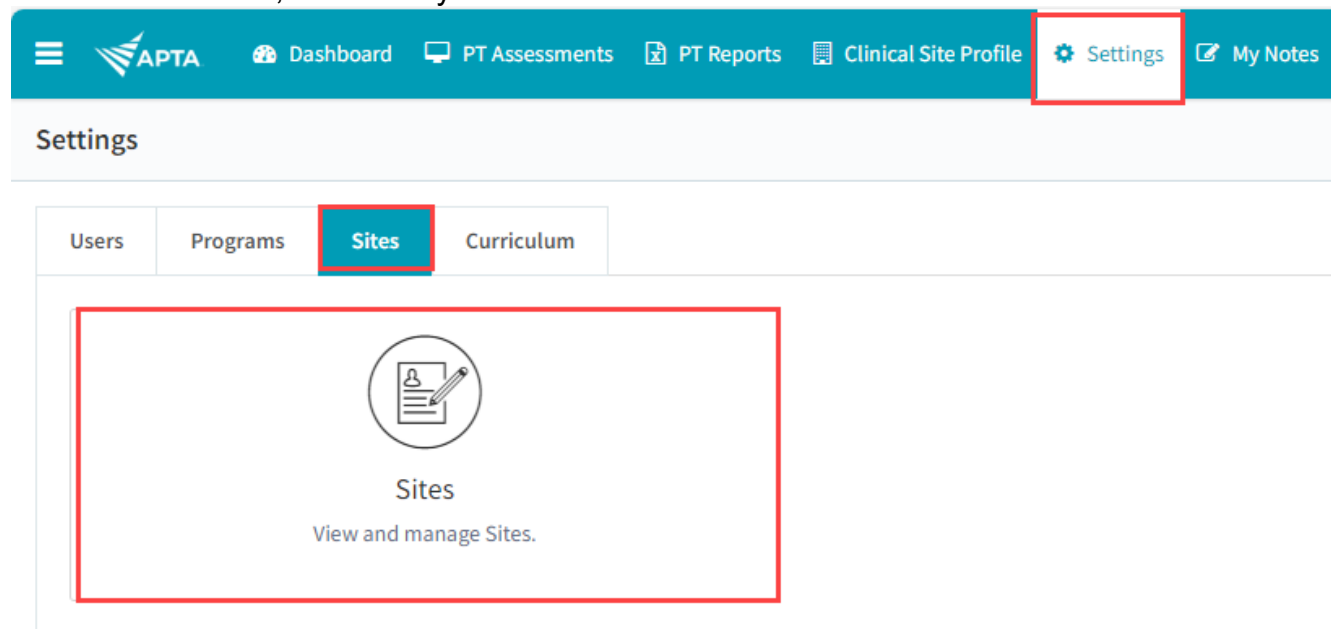 APTA Dashboard PT Assessments PT Reports Clinical Site Profile Settings My Notes
Settings
Users Programs Sites Curriculum
Sites
View and manage Sites.